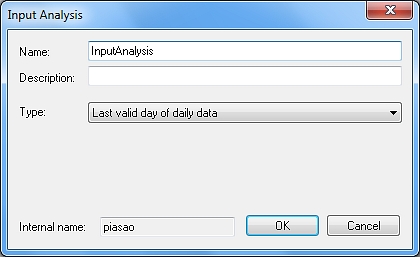 Input Analysis
Name: InputAnalysis
Description:
Type: Last valid day of daily data
Internal name: piasao OK Cancel